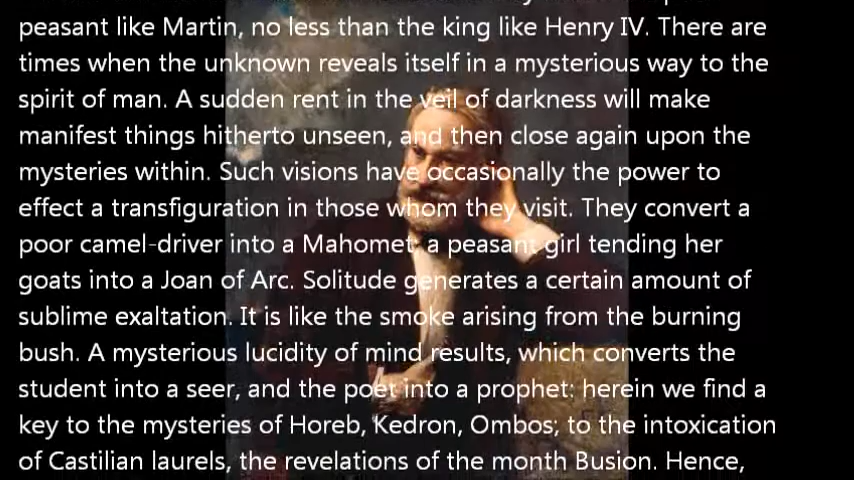 peasant like Martin, no less than the king like Henry IV. There are
times when the unknown reveals itself in a mysterious way to the
spirit of man. A sudden rent in the veil of darkness will make
manifest things hitherto unseen, and then close again upon the
mysteries within. Such visions have occasionally the power to
effect a transfiguration in those whom they visit. They convert a
poor camel-driver into a Mahomet; a peasant girl tending her
goats into a Joan of Arc. Solitude generates a certain amount of
sublime exaltation. It is like the smoke arising from the burning
bush. A mysterious lucidity of mind results, which converts the
student into a seer, and the poet into a prophet: herein we find a
key to the mysteries of Horeb, Kedron, Ombos; to the intoxication
of Castilian laurels, the revelations of the month Busion. Hence,